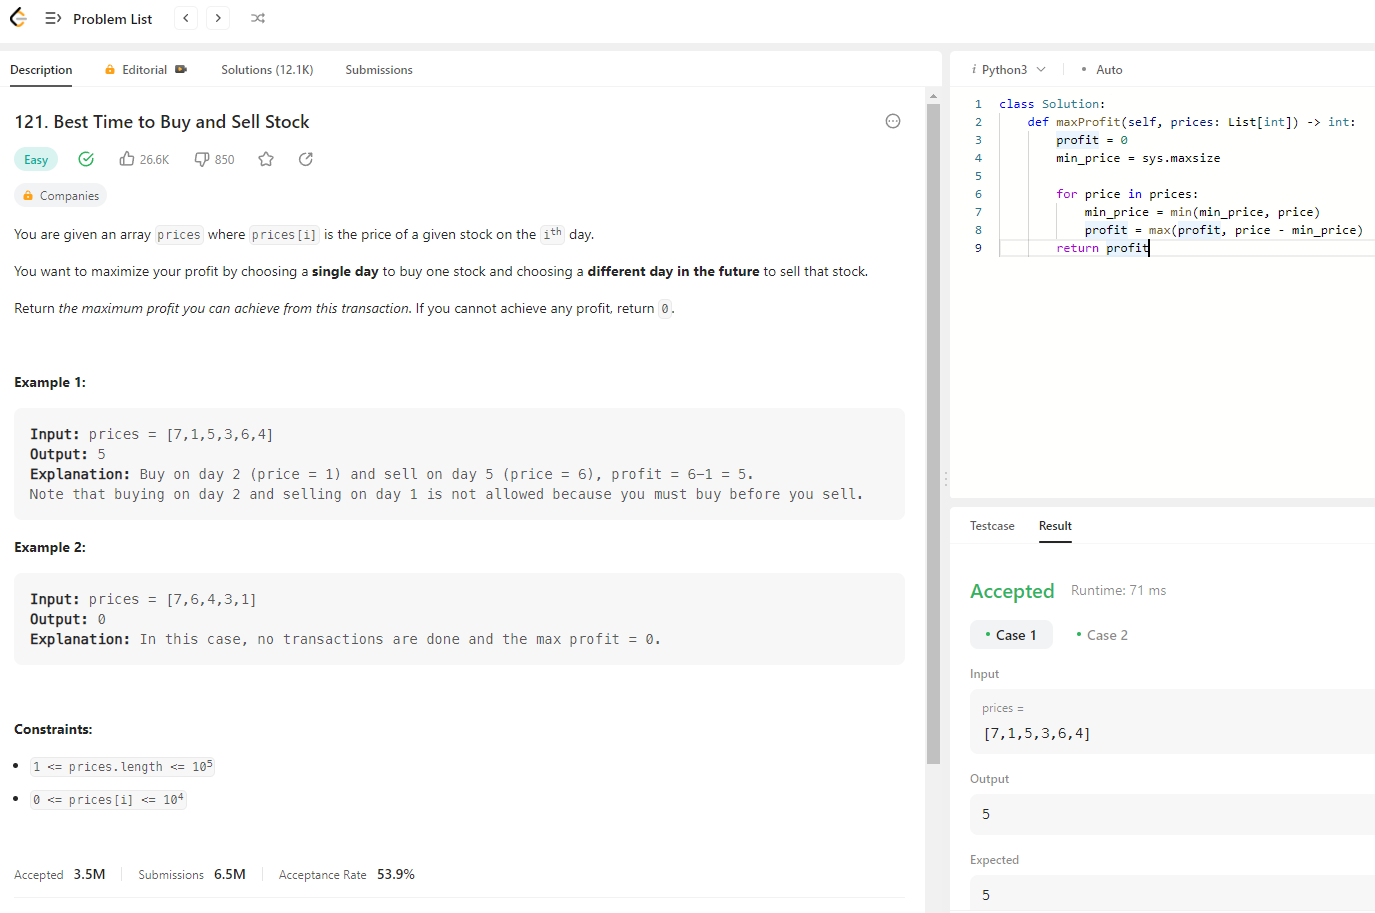 Problem List
Description
Editorial
Solutions (12.1K)
Submissions
121. Best Time to Buy and Sell Stock
Easy
26.6K
850
Companies
You are given an array prices where prices[i] is the price of a given stock on the ith day.
You want to maximize your profit by choosing a single day to buy one stock and choosing a different day in the future to sell that stock.
Return the maximum profit you can achieve from this transaction. If you cannot achieve any profit, return 0.
Example 1:
Input: prices = [7,1,5,3,6,4]
Output: 5
Explanation: Buy on day 2 (price = 1) and sell on day 5 (price = 6), profit = 6-1 = 5.
Note that buying on day 2 and selling on day 1 is not allowed because you must buy before you sell.
Example 2:
Input: prices = [7,6,4,3,1]
Output: 0
Explanation: In this case, no transactions are done and the max profit = 0.
Constraints:
• 1 <= prices.length <= 10⁵
• 0 <= prices[i] <= 10⁴
Accepted 3.5M
Submissions 6.5M
Acceptance Rate 53.9%
i Python3
• Auto
1 class Solution:
2     def maxProfit(self, prices: List[int]) -> int:
3         profit = 0
4         min_price = sys.maxsize
5
6         for price in prices:
7             min_price = min(min_price, price)
8             profit = max(profit, price - min_price)
9         return profit
Testcase
Result
Accepted Runtime: 71 ms
• Case 1
• Case 2
Input
prices =
[7,1,5,3,6,4]
Output
5
Expected
5